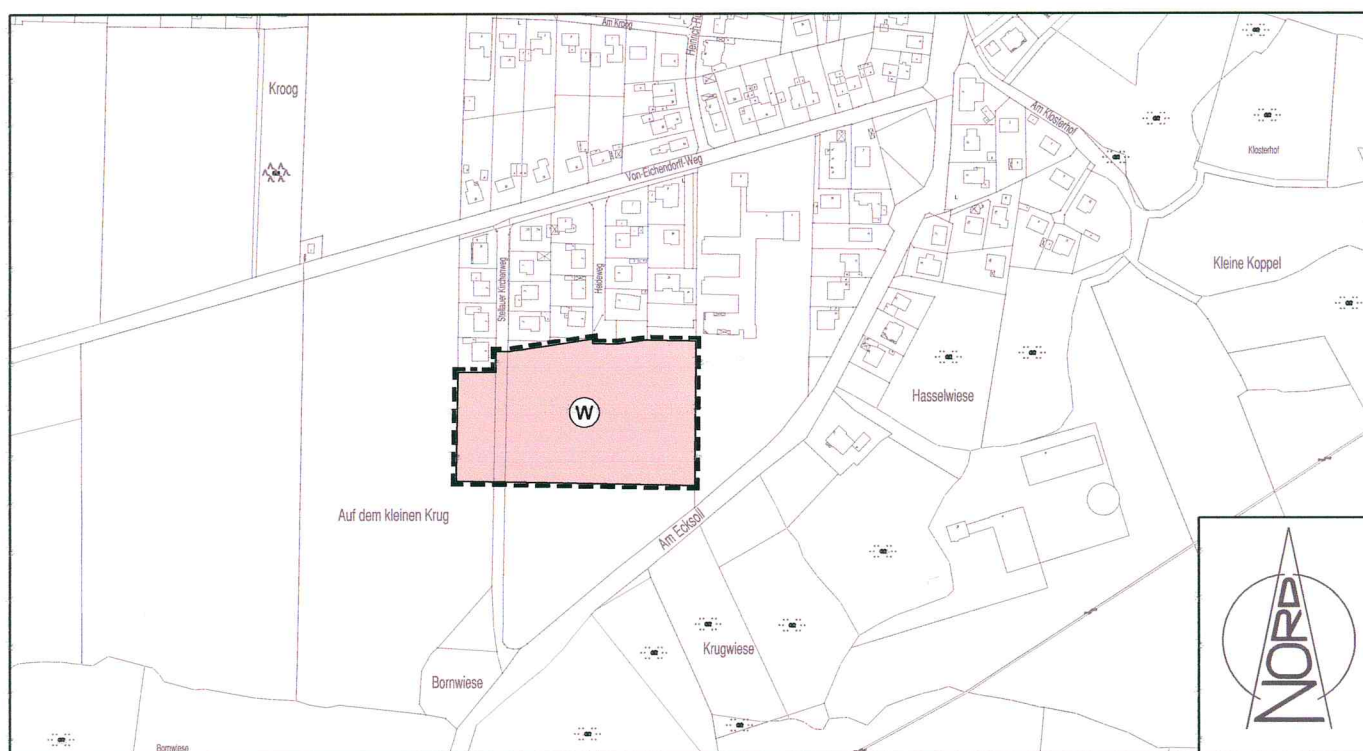 Am Kroog
L
Heinrich-
Kroog
Gr
Am Klosterhof
Klosterhof
Von-Eichendorff-Weg
Stellauer Kirchenweg
Heideweg
Kleine Koppel
Hasselwiese
W
Auf dem kleinen Krug
Am Ecksoll
Krugwiese
Bornwiese
Bornwiese
NORD